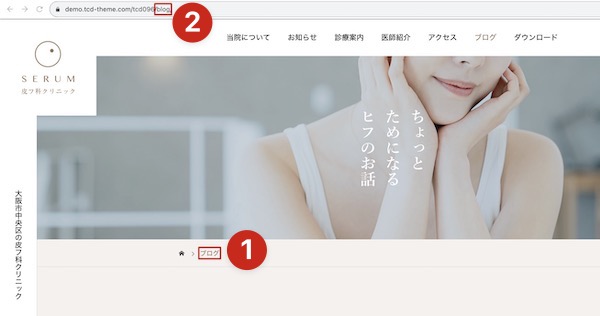 demo.tcd-theme.com/tcd096/blog
2
当院について お知らせ 診療案内 医師紹介 アクセス ブログ ダウンロード
SERUM
皮フ科クリニック
ちょっと
ためになる
ヒフのお話
大阪市中央区の皮フ科クリニック
ブログ
1